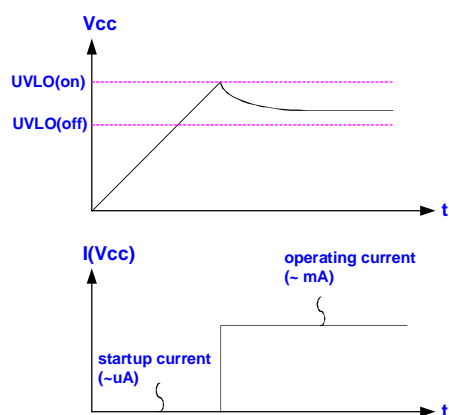 Vcc
UVLO(on)
UVLO(off)
t
I(Vcc)
operating current
(~ mA)
startup current
(~uA)
t